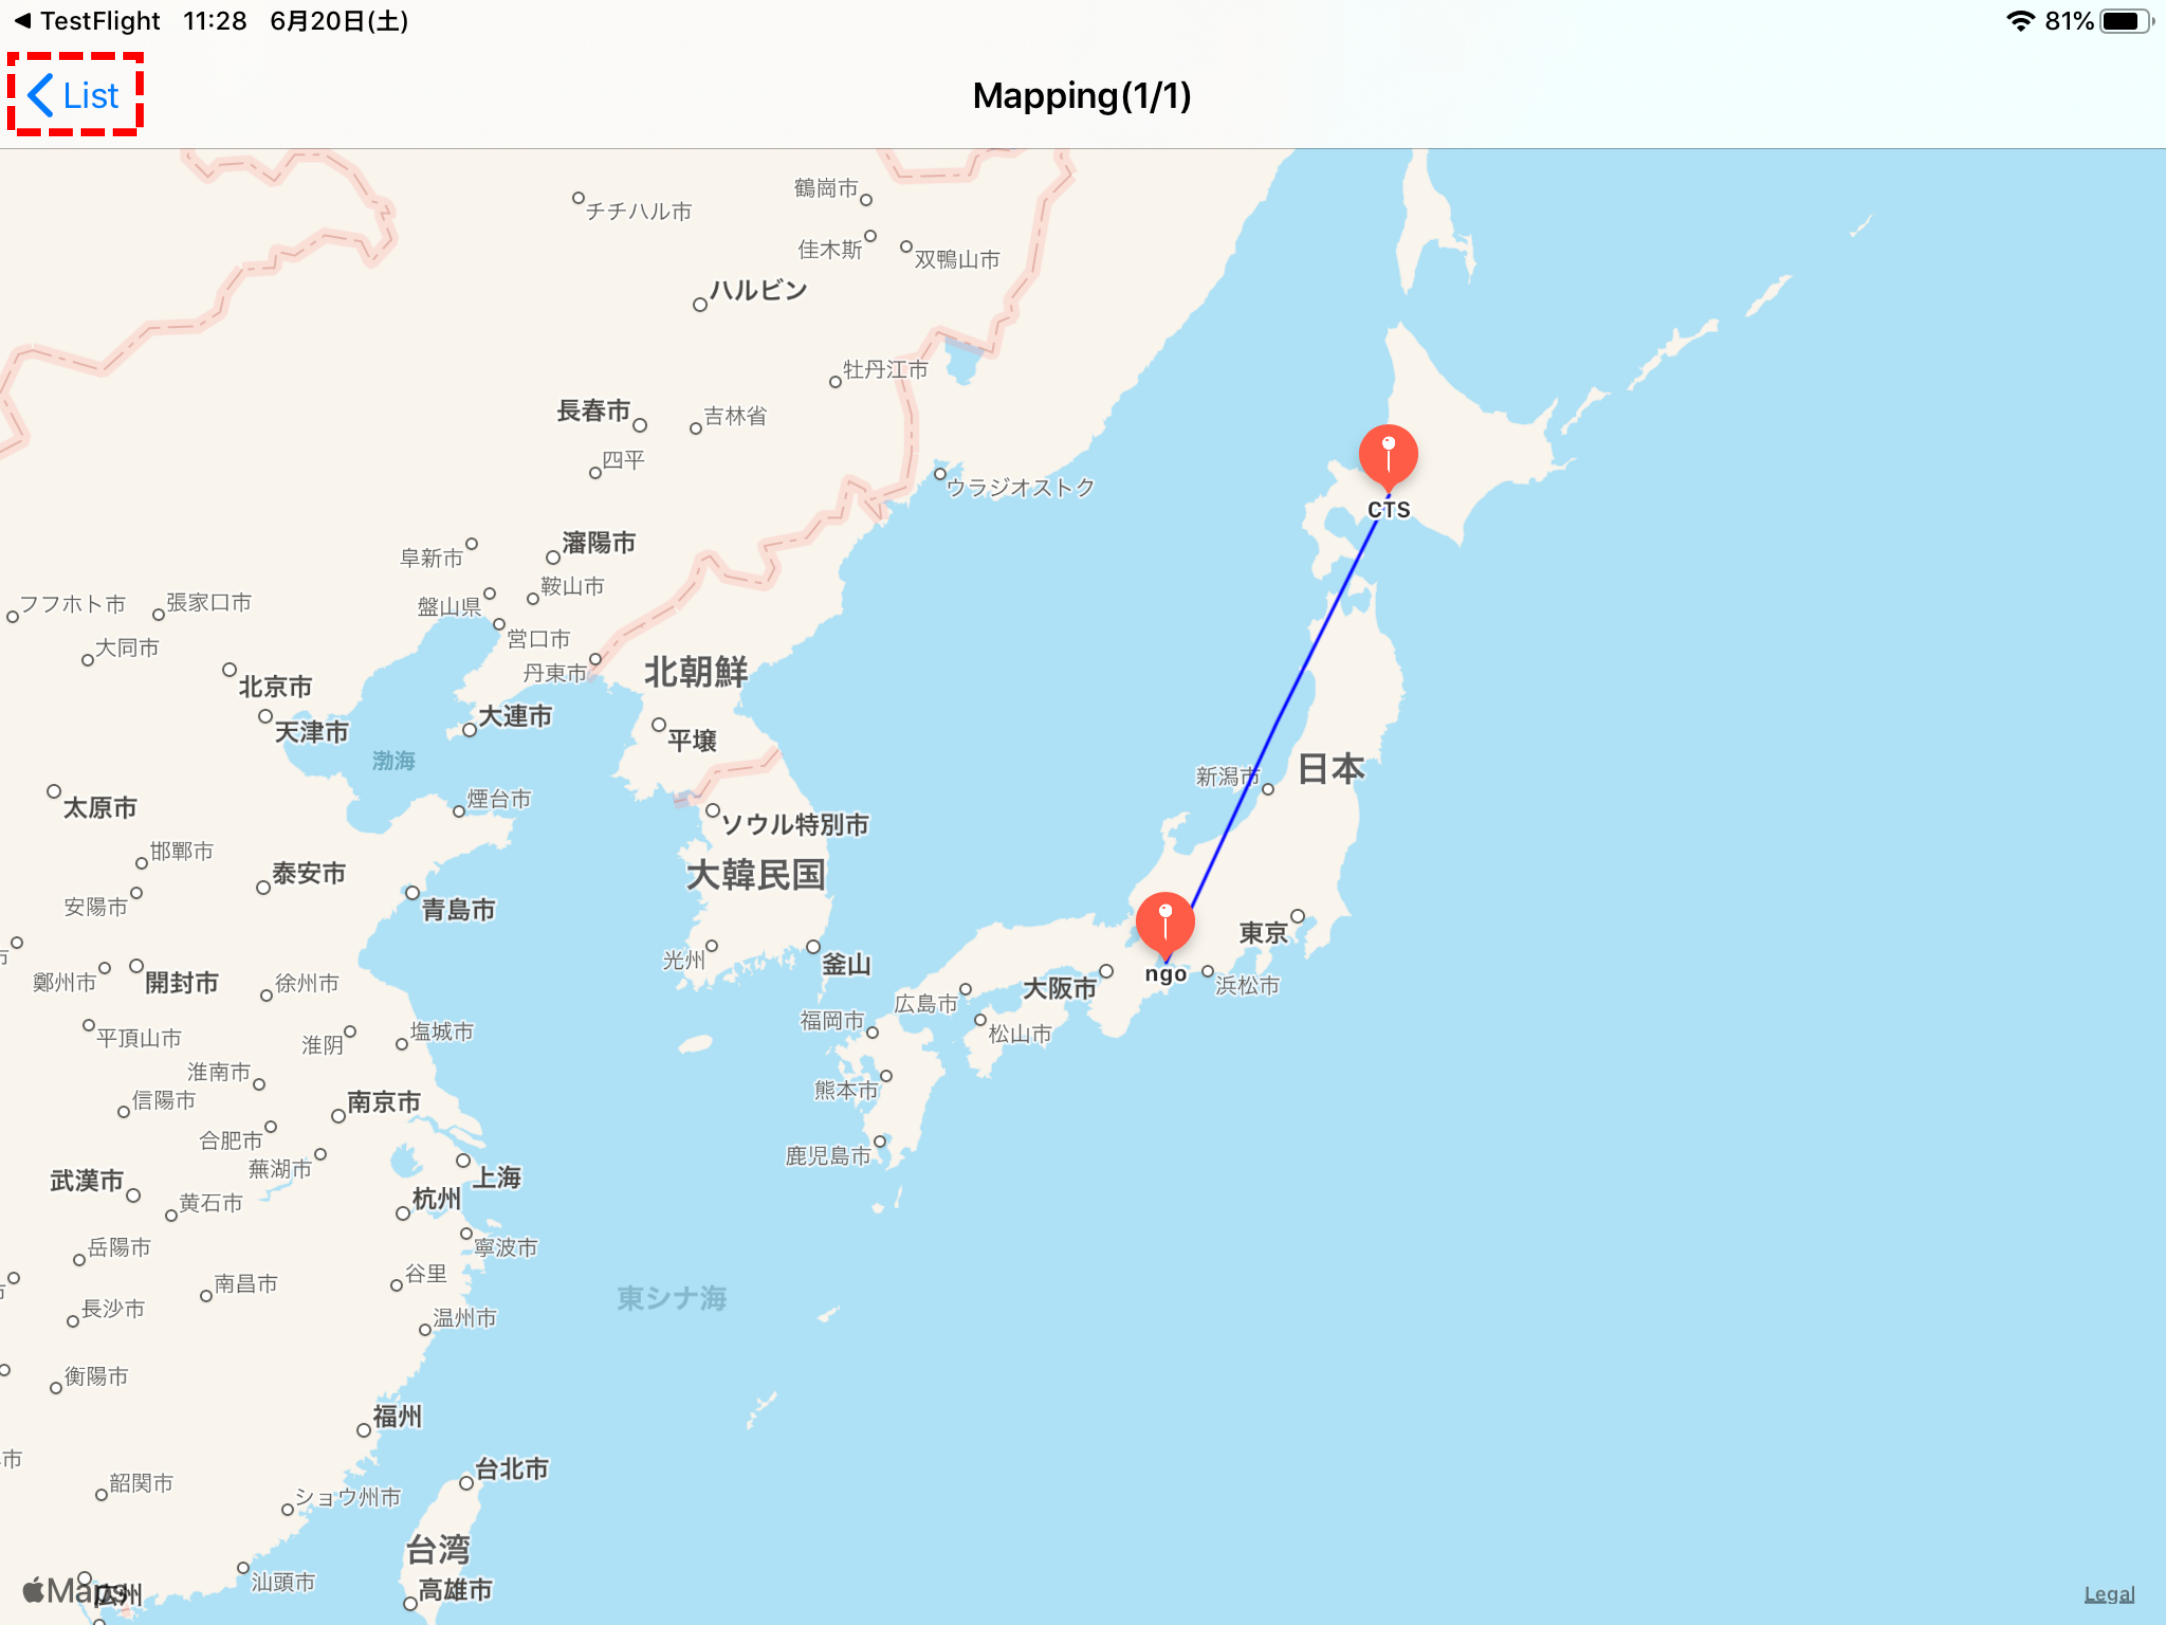 ◀ TestFlight 11:28 6月20日(土) 81%
List
Mapping(1/1)
鶴崗市
チチハル市
佳木斯
双鴨山市
ハルビン
牡丹江市
長春市
吉林省
四平
ウラジオストク
CTS
瀋陽市
阜新市
鞍山市
盤山県
フフホト市
張家口市
営口市
大同市
丹東市
北朝鮮
北京市
大連市
天津市
平壌
渤海
日本
新潟市
煙台市
太原市
ソウル特別市
邯鄲市
泰安市
大韓民国
安陽市
青島市
東京
市
光州
釜山
ngo
鄭州市
開封市
徐州市
大阪市
浜松市
広島市
福岡市
松山市
平頂山市
淮阴
塩城市
淮南市
熊本市
信陽市
南京市
合肥市
鹿児島市
蕪湖市
武漢市
上海
杭州
黄石市
岳陽市
寧波市
谷里
南昌市
東シナ海
長沙市
温州市
衡陽市
福州
市
台北市
韶関市
ショウ州市
台湾
汕頭市
高雄市
Maps
広州
Legal